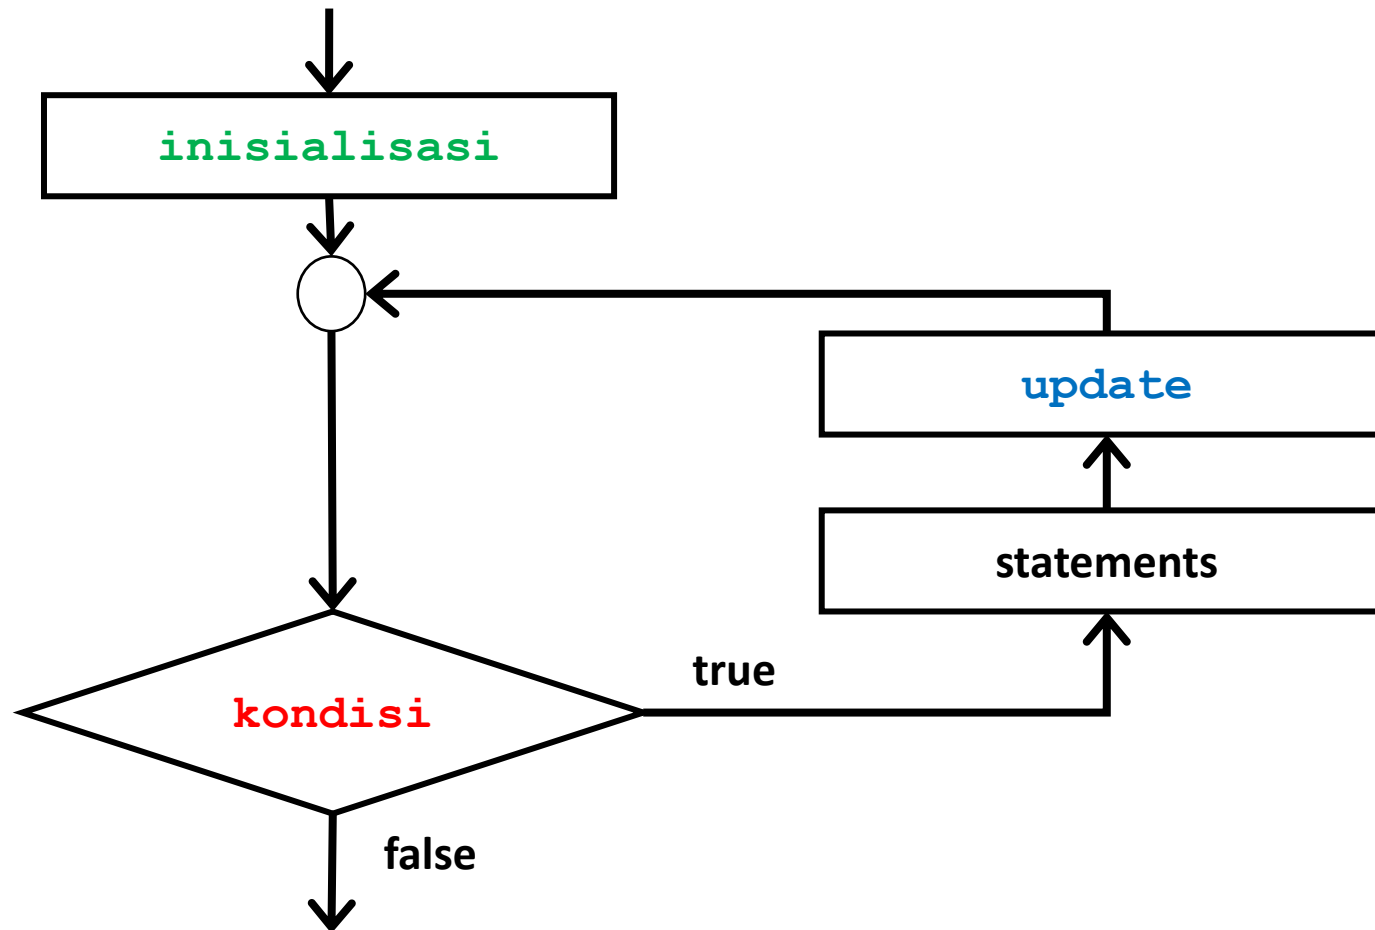 inisialisasi
update
statements
true
kondisi
false